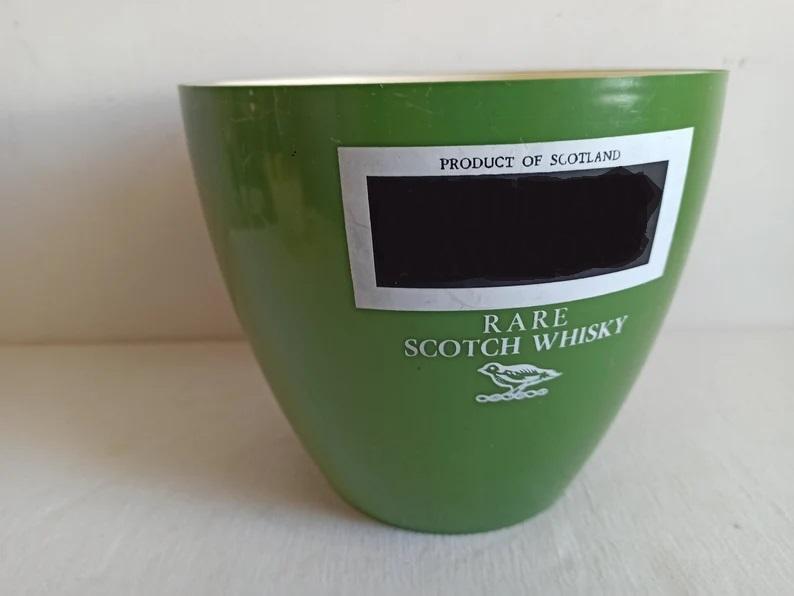 PRODUCT OF SCOTLAND
RARE
SCOTCH WHISKY